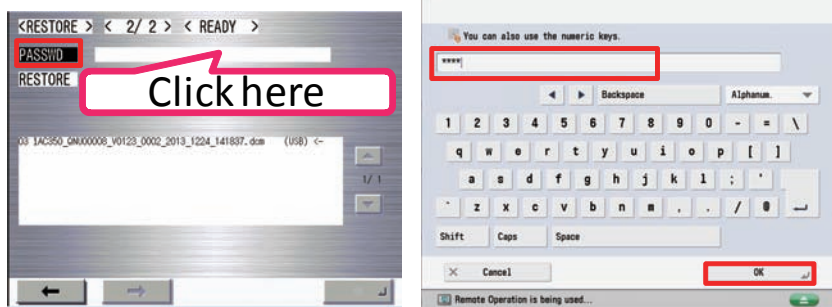 <RESTORE > < 2/ 2 > < READY >
PASSWD
RESTORE
Click here
03 IAC350_GNU00008_V0123_0002_2013_1224_141837.dcm (USB) <-
1/ 1
You can also use the numeric keys.
****
Backspace Alphanum.
1 2 3 4 5 6 7 8 9 0 - = \
q w e r t y u i o p [ ]
a s d f g h j k l ; '
` z x c v b n m , . / @
Shift Caps Space
× Cancel OK
Remote Operation is being used...